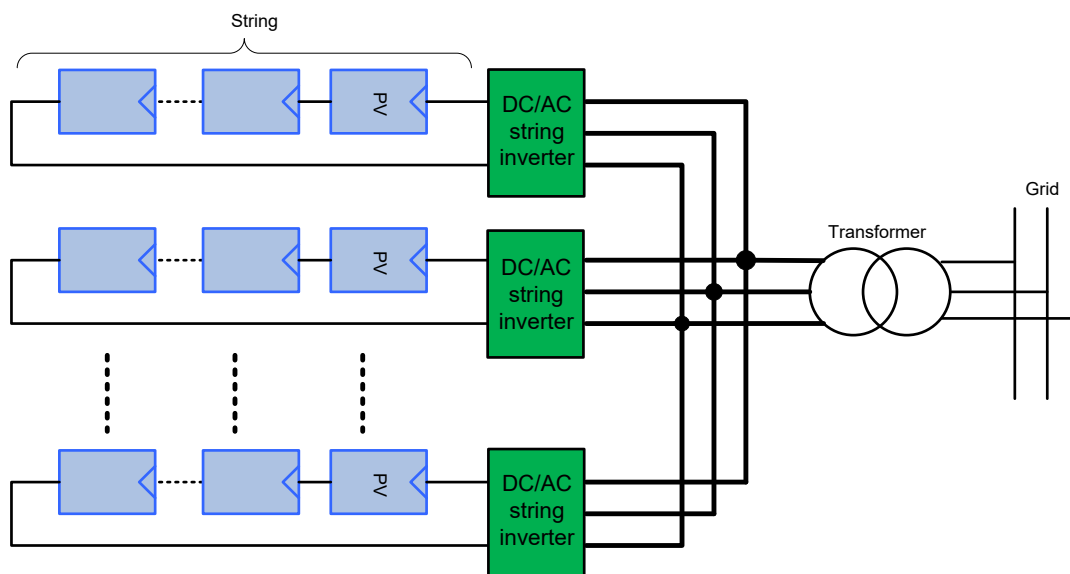 String
PV
DC/AC
string
inverter
Grid
Transformer
PV
DC/AC
string
inverter
PV
DC/AC
string
inverter